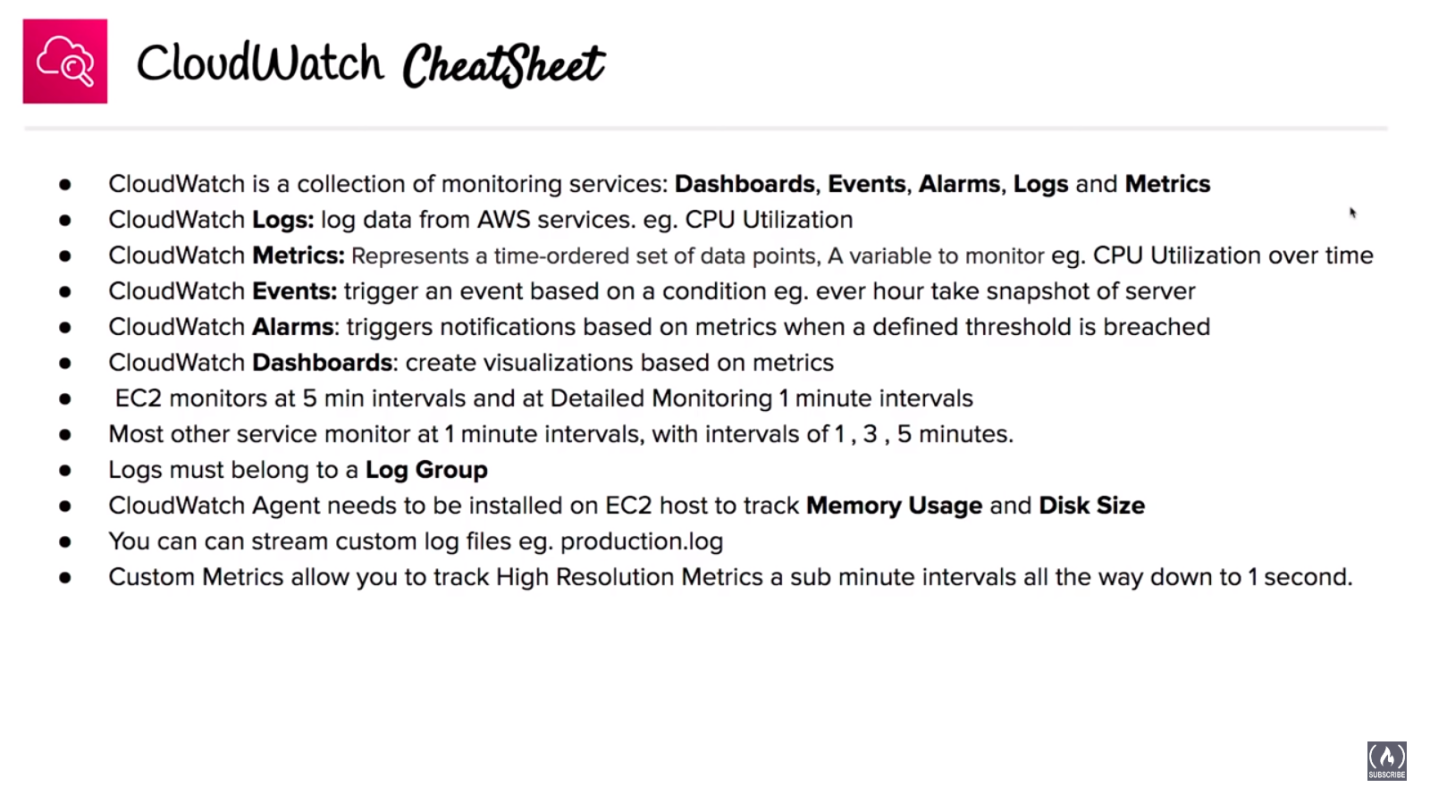 CloudWatch CheatSheet
● CloudWatch is a collection of monitoring services: Dashboards, Events, Alarms, Logs and Metrics
● CloudWatch Logs: log data from AWS services. eg. CPU Utilization
● CloudWatch Metrics: Represents a time-ordered set of data points, A variable to monitor eg. CPU Utilization over time
● CloudWatch Events: trigger an event based on a condition eg. ever hour take snapshot of server
● CloudWatch Alarms: triggers notifications based on metrics when a defined threshold is breached
● CloudWatch Dashboards: create visualizations based on metrics
● EC2 monitors at 5 min intervals and at Detailed Monitoring 1 minute intervals
● Most other service monitor at 1 minute intervals, with intervals of 1 , 3 , 5 minutes.
● Logs must belong to a Log Group
● CloudWatch Agent needs to be installed on EC2 host to track Memory Usage and Disk Size
● You can can stream custom log files eg. production.log
● Custom Metrics allow you to track High Resolution Metrics a sub minute intervals all the way down to 1 second.
SUBSCRIBE